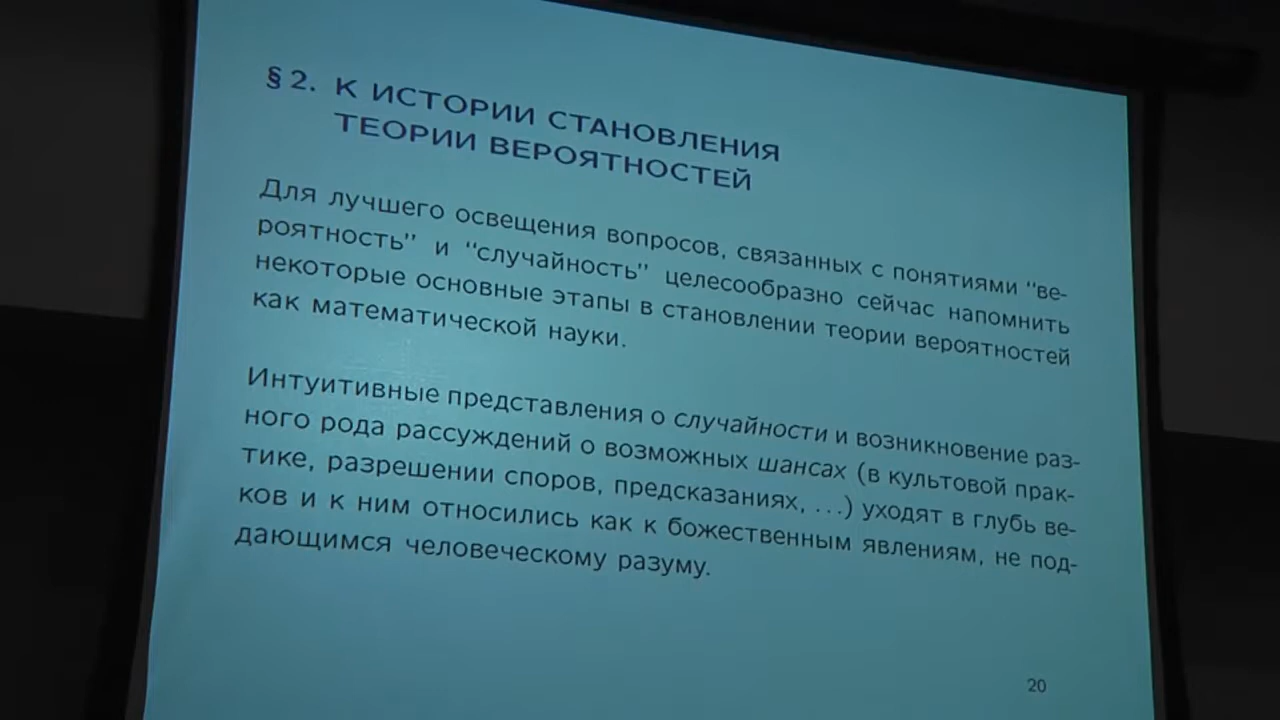 § 2. К ИСТОРИИ СТАНОВЛЕНИЯ
ТЕОРИИ ВЕРОЯТНОСТЕЙ
Для лучшего освещения вопросов, связанных с понятиями “ве-
роятность” и “случайность” целесообразно сейчас напомнить
некоторые основные этапы в становлении теории вероятностей
как математической науки.
Интуитивные представления о случайности и возникновение раз-
ного рода рассуждений о возможных шансах (в культовой прак-
тике, разрешении споров, предсказаниях, ...) уходят в глубь ве-
ков и к ним относились как к божественным явлениям, не под-
дающимся человеческому разуму.
20